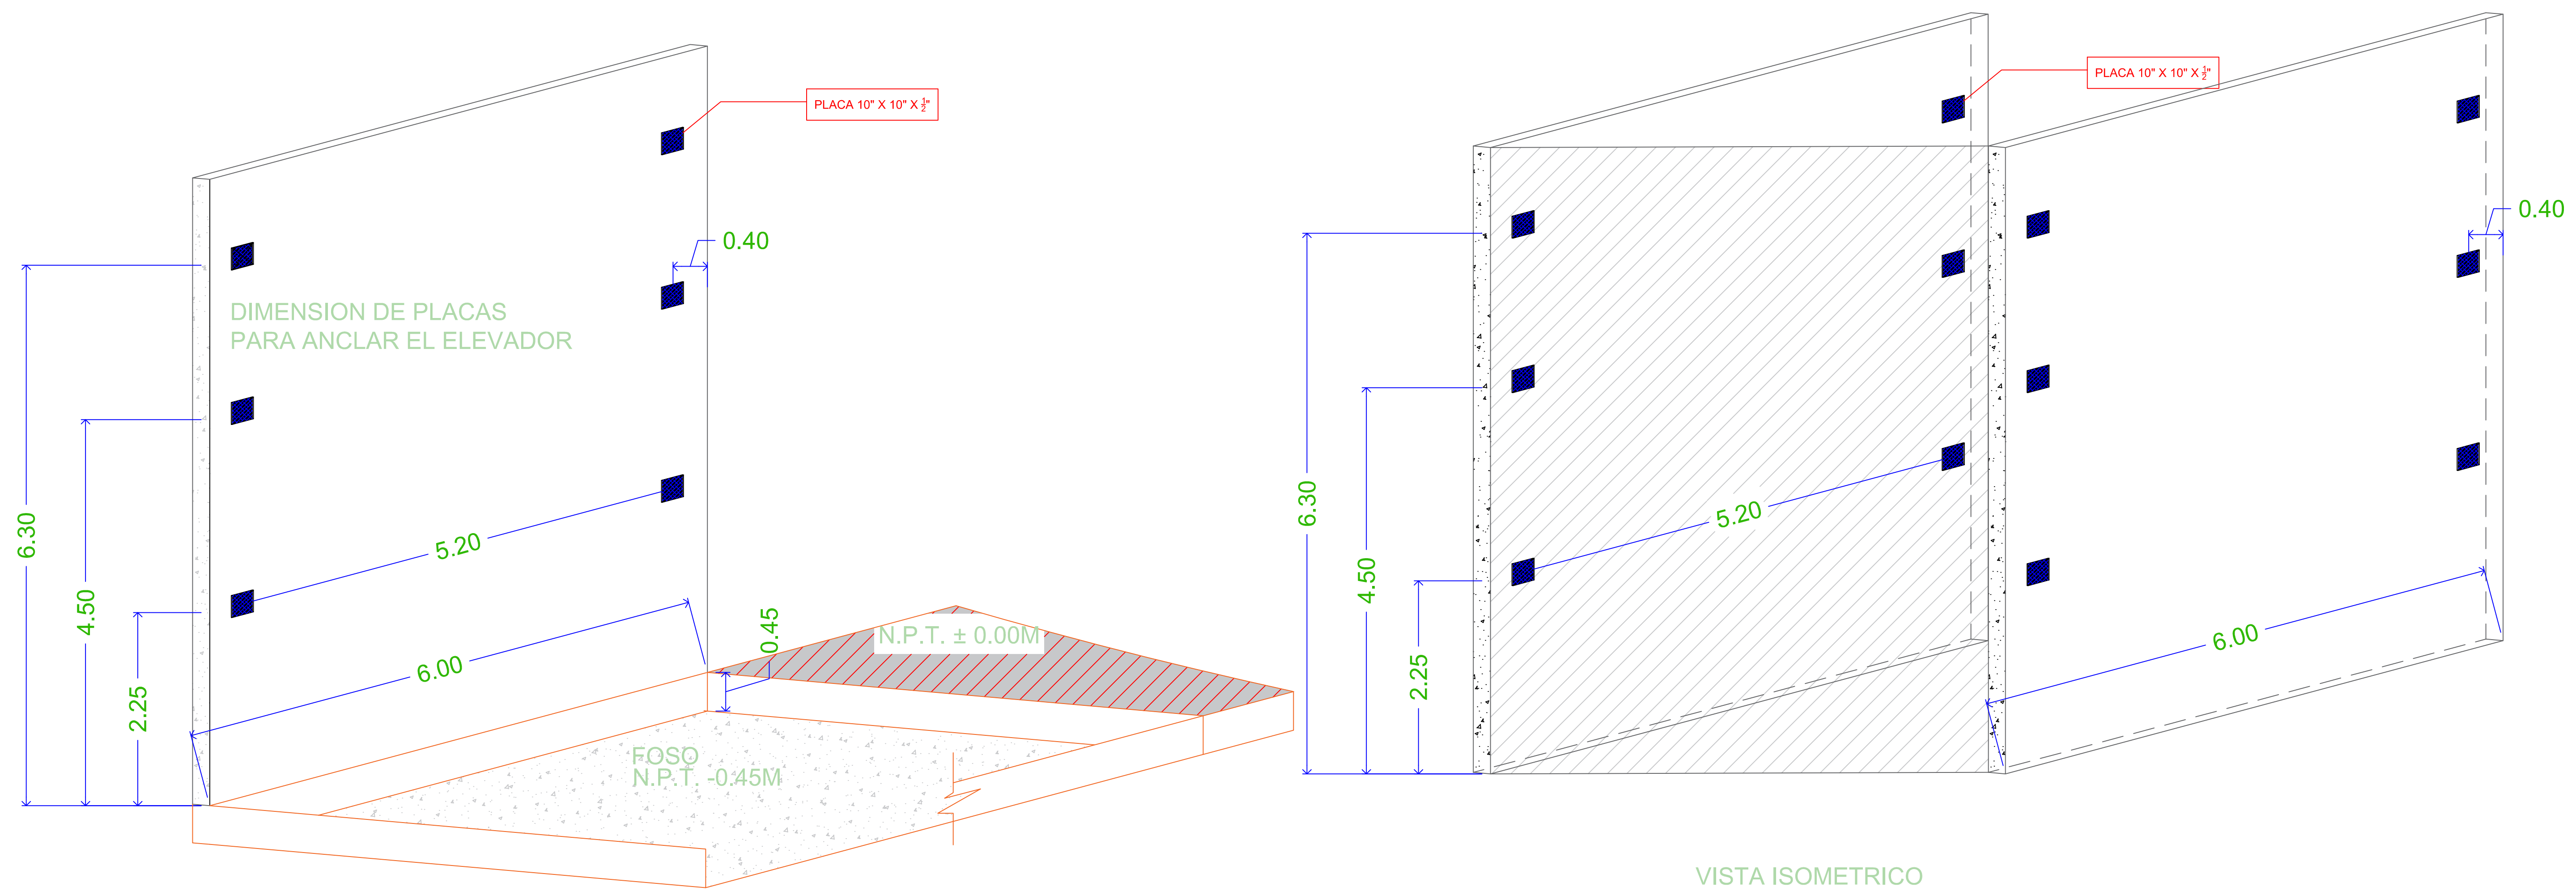 PLACA 10" X 10" X ½"
0.40
DIMENSION DE PLACAS
PARA ANCLAR EL ELEVADOR
6.30
4.50
2.25
5.20
6.00
0.45
N.P.T. ± 0.00M
FOSO
N.P.T. -0.45M
PLACA 10" X 10" X ½"
0.40
6.30
4.50
2.25
5.20
6.00
VISTA ISOMETRICO